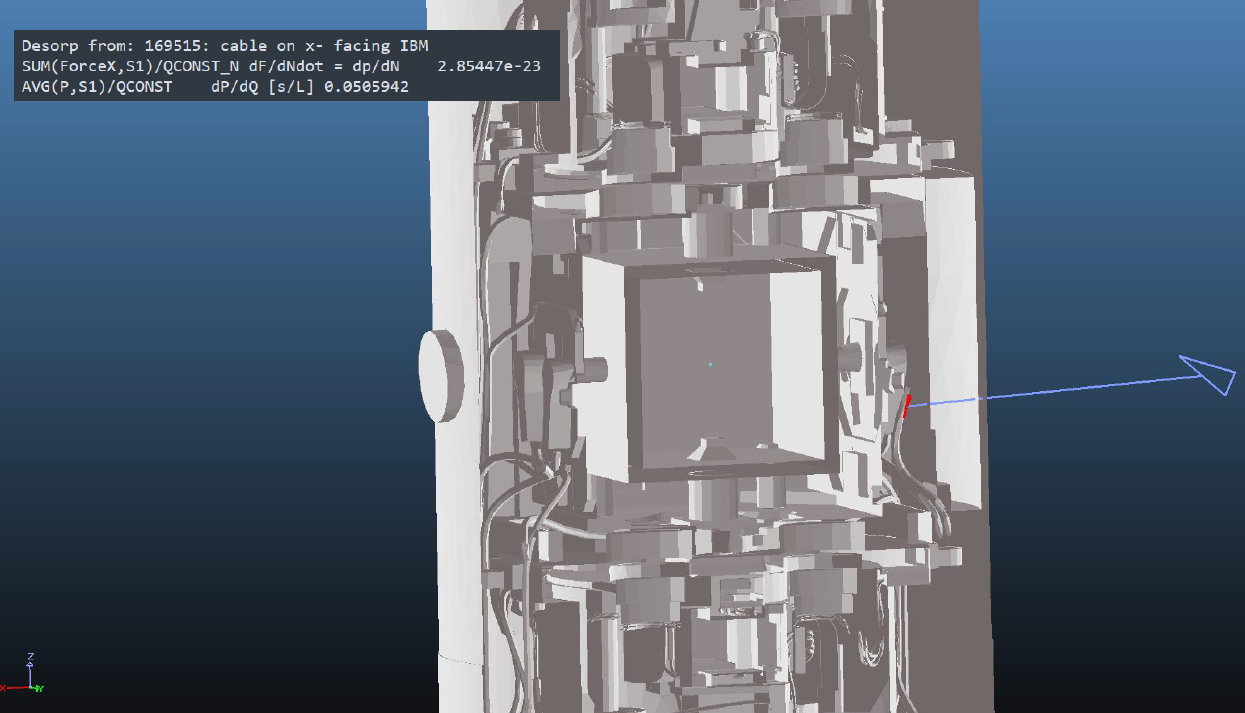 Desorp from: 169515: cable on x- facing IBM
SUM(ForceX,S1)/QCONST_N dF/dNdot = dp/dN 2.85447e-23
AVG(P,S1)/QCONST dP/dQ [s/L] 0.0505942
Z
X
Y